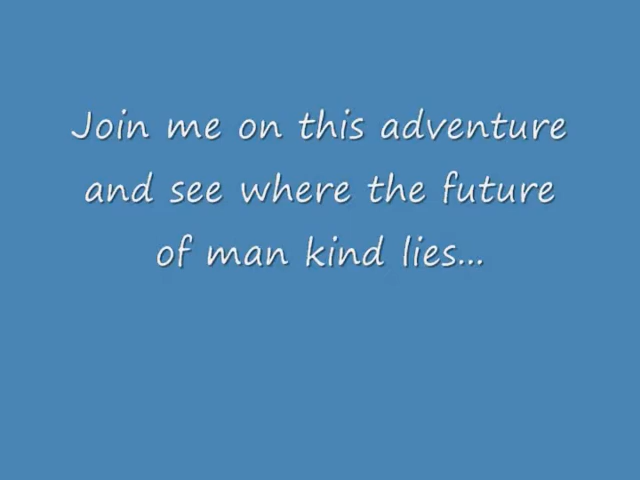 Join me on this adventure
and see where the future
of man kind lies...